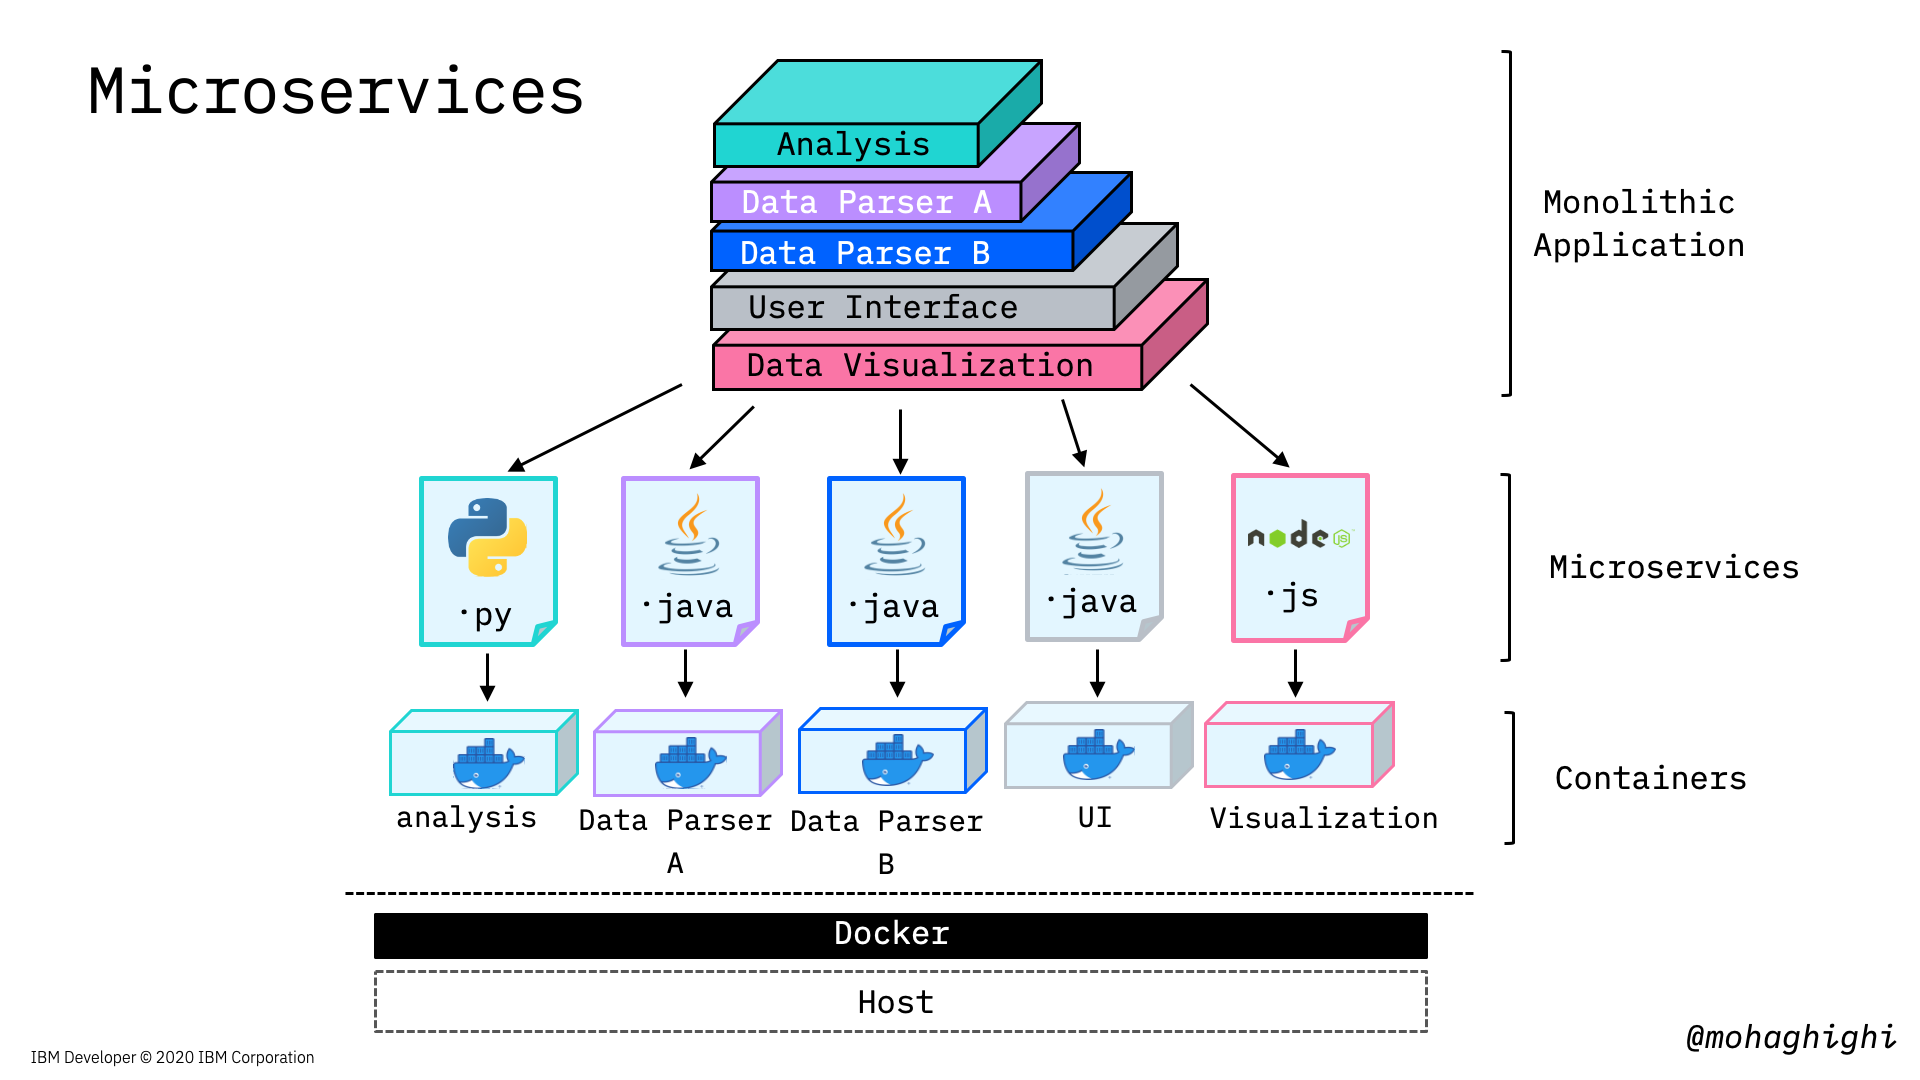 Microservices
Analysis
Data Parser A
Data Parser B
User Interface
Data Visualization
Monolithic
Application
.py
.java
.java
.java
node JS
.js
Microservices
analysis
Data Parser
A
Data Parser
B
UI
Visualization
Containers
Docker
Host
IBM Developer © 2020 IBM Corporation
@mohaghighi